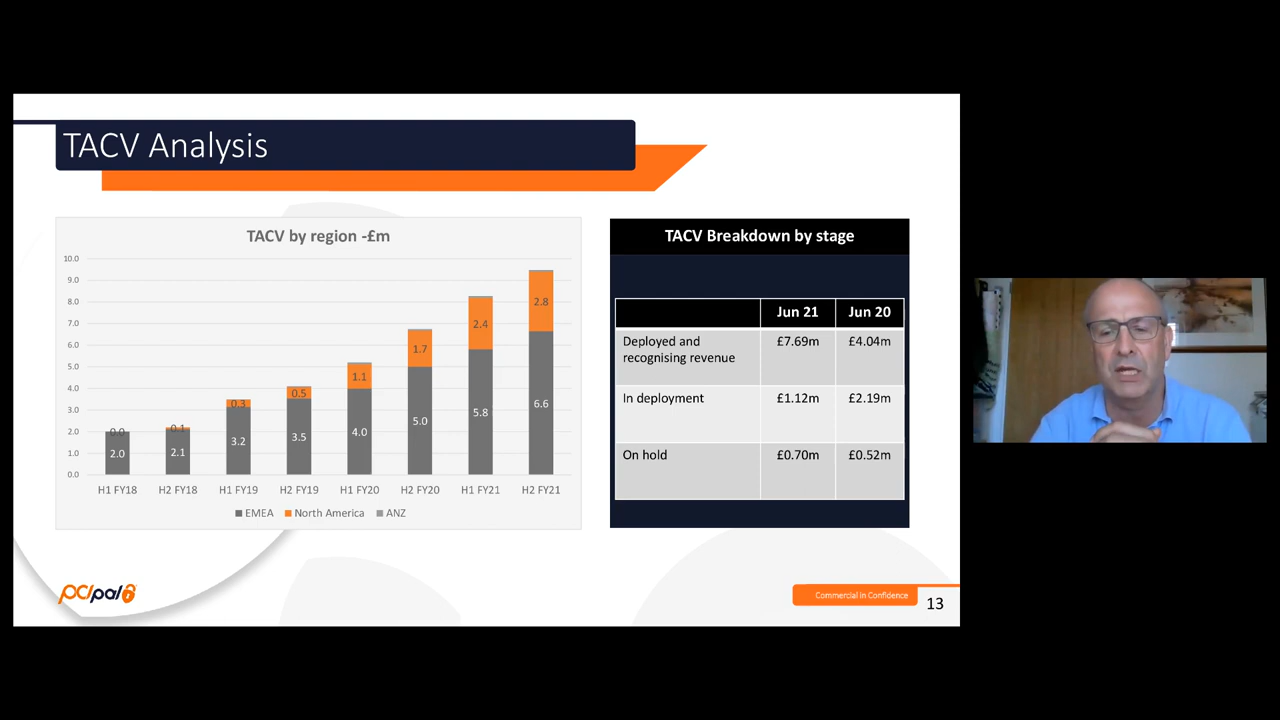 TACV Analysis
TACV by region -£m
10.0
9.0
8.0
7.0
6.0
5.0
4.0
3.0
2.0
1.0
0.0
0.0
2.0
0.1
2.1
0.3
3.2
0.5
3.5
1.1
4.0
1.7
5.0
2.4
5.8
2.8
6.6
H1 FY18 H2 FY18 H1 FY19 H2 FY19 H1 FY20 H2 FY20 H1 FY21 H2 FY21
EMEA North America ANZ
TACV Breakdown by stage
Jun 21 Jun 20
Deployed and £7.69m £4.04m
recognising revenue
In deployment £1.12m £2.19m
On hold £0.70m £0.52m
pcipal
Commercial in Confidence
13